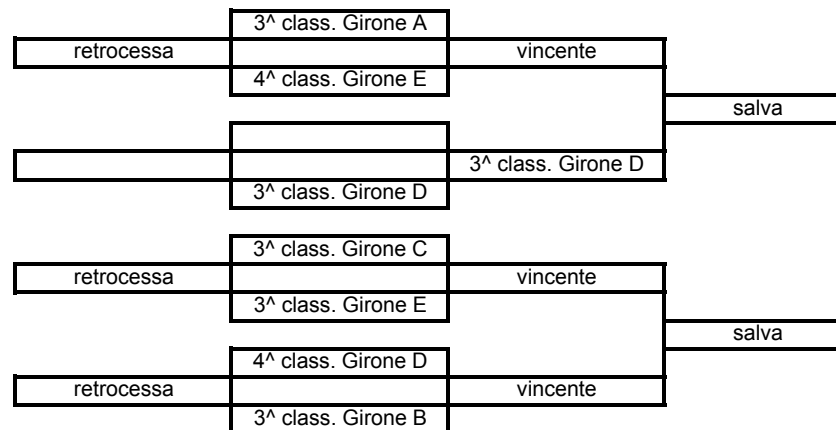 3^ class. Girone A
retrocessa vincente
4^ class. Girone E
salva
3^ class. Girone D
3^ class. Girone D
3^ class. Girone C
retrocessa vincente
3^ class. Girone E
salva
4^ class. Girone D
retrocessa vincente
3^ class. Girone B